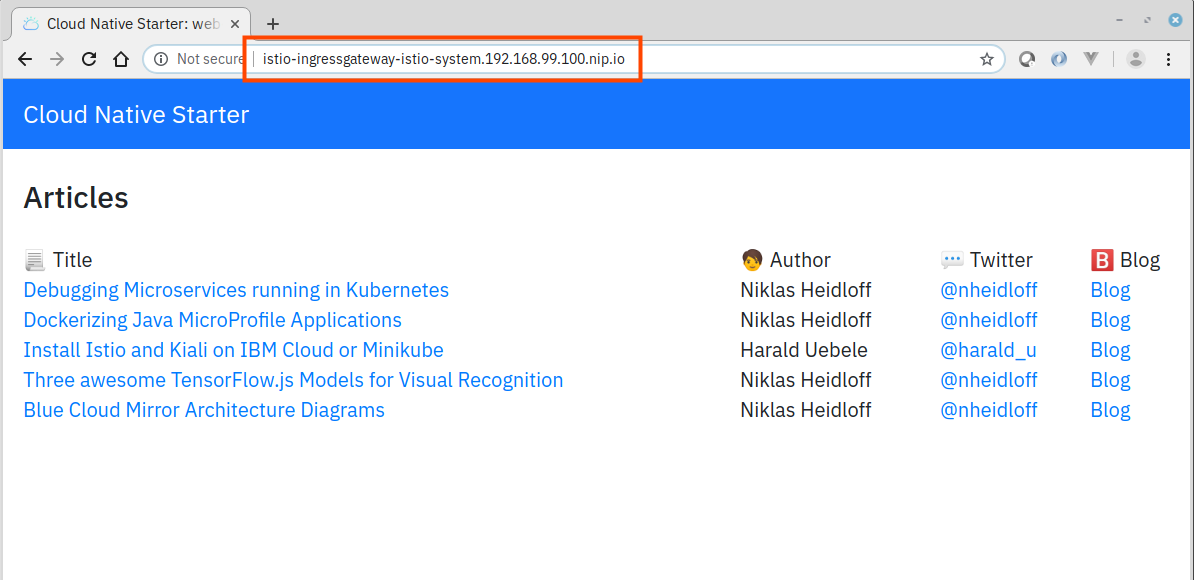 Cloud Native Starter: web
Not secure istio-ingressgateway-istio-system.192.168.99.100.nip.io
Cloud Native Starter
Articles
Title Author Twitter B Blog
Debugging Microservices running in Kubernetes Niklas Heidloff @nheidloff Blog
Dockerizing Java MicroProfile Applications Niklas Heidloff @nheidloff Blog
Install Istio and Kiali on IBM Cloud or Minikube Harald Uebele @harald_u Blog
Three awesome TensorFlow.js Models for Visual Recognition Niklas Heidloff @nheidloff Blog
Blue Cloud Mirror Architecture Diagrams Niklas Heidloff @nheidloff Blog